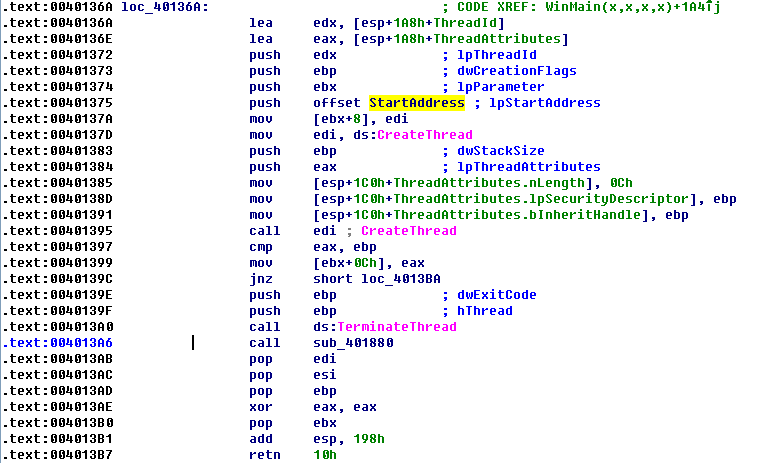 .text:0040136A loc_40136A: ; CODE XREF: WinMain(x,x,x,x)+1A4↑j
.text:0040136A lea edx, [esp+1A8h+ThreadId]
.text:0040136E lea eax, [esp+1A8h+ThreadAttributes]
.text:00401372 push edx ; lpThreadId
.text:00401373 push ebp ; dwCreationFlags
.text:00401374 push ebx ; lpParameter
.text:00401375 push offset StartAddress ; lpStartAddress
.text:0040137A mov [ebx+8], edi
.text:0040137D mov edi, ds:CreateThread
.text:00401383 push ebp ; dwStackSize
.text:00401384 push eax ; lpThreadAttributes
.text:00401385 mov [esp+1C0h+ThreadAttributes.nLength], 0Ch
.text:0040138D mov [esp+1C0h+ThreadAttributes.lpSecurityDescriptor], ebp
.text:00401391 mov [esp+1C0h+ThreadAttributes.bInheritHandle], ebp
.text:00401395 call edi ; CreateThread
.text:00401397 cmp eax, ebp
.text:00401399 mov [ebx+0Ch], eax
.text:0040139C jnz short loc_4013BA
.text:0040139E push ebp ; dwExitCode
.text:0040139F push ebp ; hThread
.text:004013A0 call ds:TerminateThread
.text:004013A6 call sub_401880
.text:004013AB pop edi
.text:004013AC pop esi
.text:004013AD pop ebp
.text:004013AE xor eax, eax
.text:004013B0 pop ebx
.text:004013B1 add esp, 198h
.text:004013B7 retn 10h